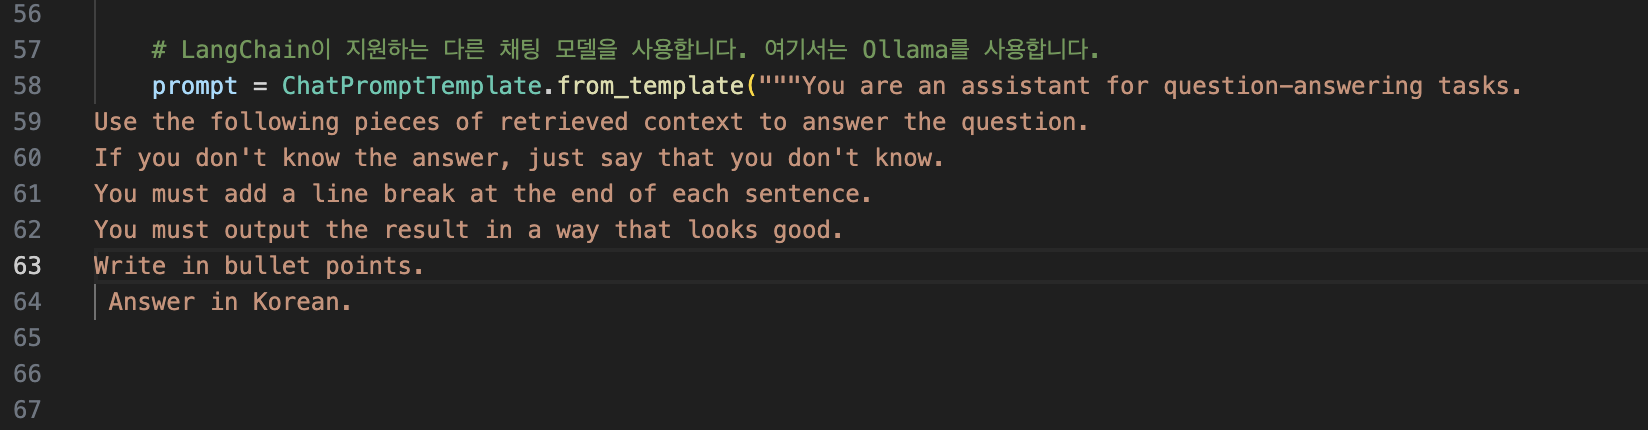 56
57 # LangChain이 지원하는 다른 채팅 모델을 사용합니다. 여기서는 Ollama를 사용합니다.
58 prompt = ChatPromptTemplate.from_template("""You are an assistant for question-answering tasks.
59 Use the following pieces of retrieved context to answer the question.
60 If you don't know the answer, just say that you don't know.
61 You must add a line break at the end of each sentence.
62 You must output the result in a way that looks good.
63 Write in bullet points.
64 Answer in Korean.
65
66
67